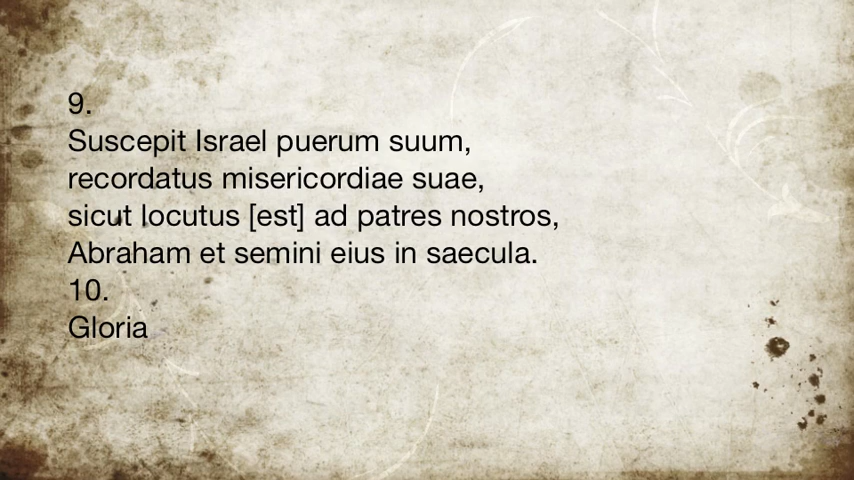 9.
Suscepit Israel puerum suum,
recordatus misericordiae suae,
sicut locutus [est] ad patres nostros,
Abraham et semini eius in saecula.
10.
Gloria